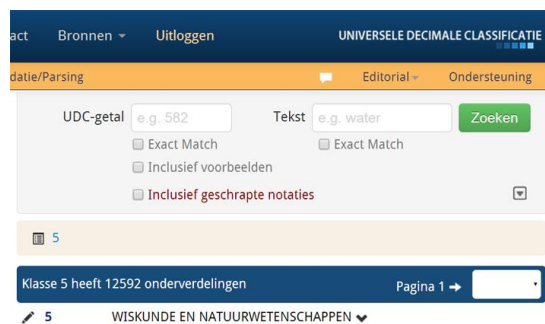 act Bronnen Uitloggen UNIVERSELE DECIMALE CLASSIFICATIE
datie/Parsing Editorial Ondersteuning
UDC-getal e.g. 582 Tekst e.g. water Zoeken
Exact Match Exact Match
Inclusief voorbeelden
Inclusief geschrapte notaties
5
Klasse 5 heeft 12592 onderverdelingen Pagina 1
5 WISKUNDE EN NATUURWETENSCHAPPEN